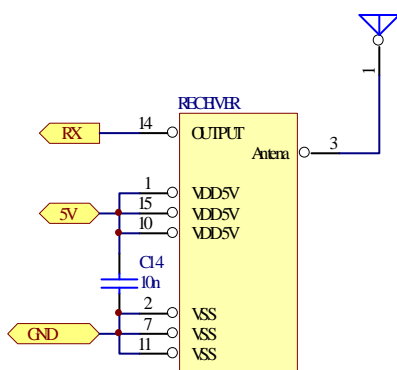 RECEIVER
1
RX
14
OUTPUT
Antena
3
1
VDD5V
5V
15
VDD5V
10
VDD5V
C14
10n
2
VSS
GND
7
VSS
11
VSS